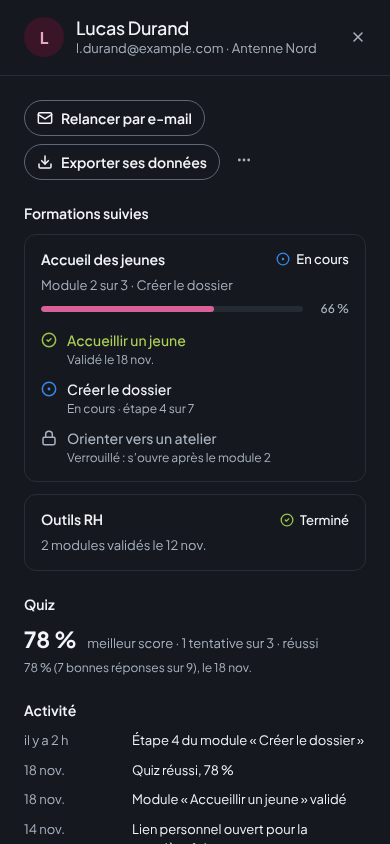 L
Lucas Durand
l.durand@example.com · Antenne Nord
Relancer par e-mail
Exporter ses données
Formations suivies
Accueil des jeunes
En cours
Module 2 sur 3 · Créer le dossier
66 %
Accueillir un jeune
Validé le 18 nov.
Créer le dossier
En cours · étape 4 sur 7
Orienter vers un atelier
Verrouillé : s'ouvre après le module 2
Outils RH
Terminé
2 modules validés le 12 nov.
Quiz
78 % meilleur score · 1 tentative sur 3 · réussi
78 % (7 bonnes réponses sur 9), le 18 nov.
Activité
il y a 2 h Étape 4 du module « Créer le dossier »
18 nov. Quiz réussi, 78 %
18 nov. Module « Accueillir un jeune » validé
14 nov. Lien personnel ouvert pour la